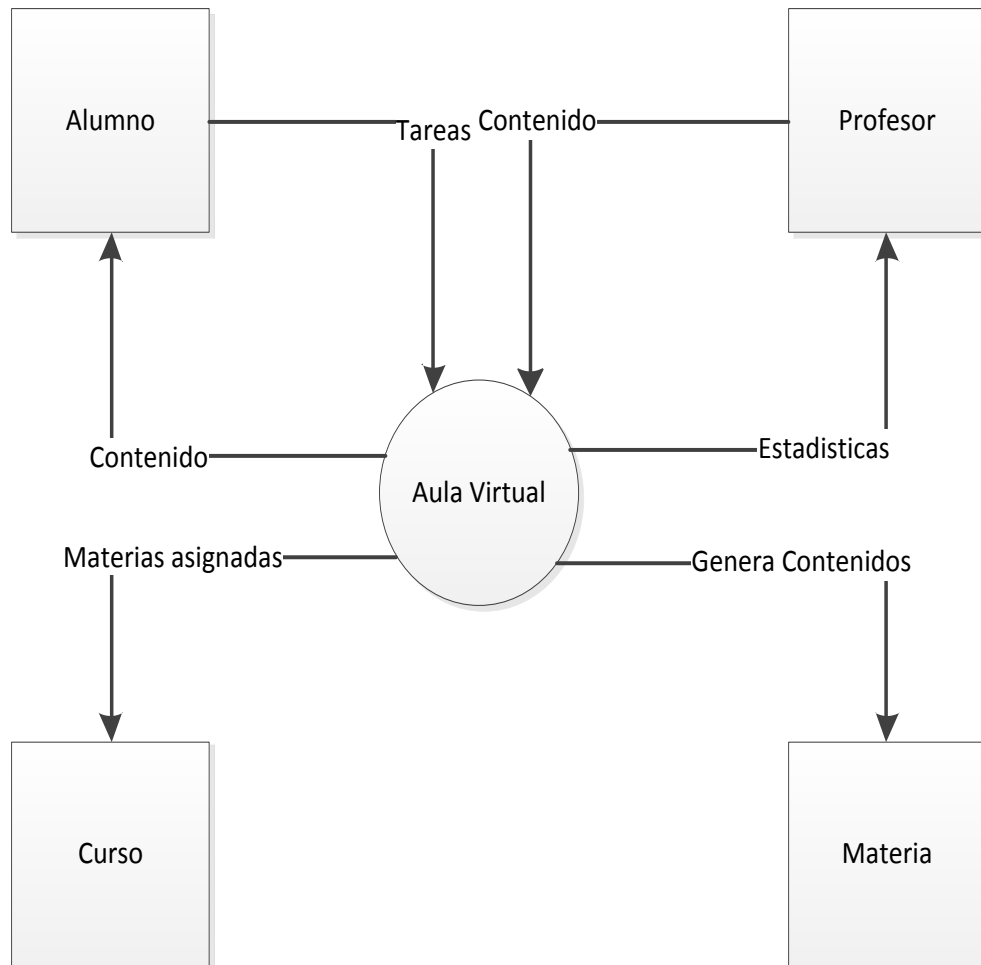 Alumno
Profesor
Tareas
Contenido
Contenido
Estadisticas
Aula Virtual
Materias asignadas
Genera Contenidos
Curso
Materia